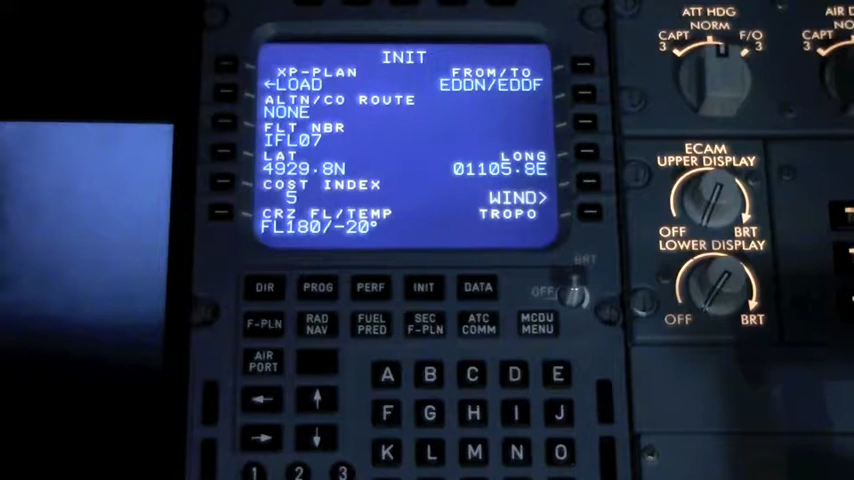 INIT
XP-PLAN FROM/TO
←LOAD EDDN/EDDF
ALTN/CO ROUTE
NONE
FLT NBR
IFL07
LAT LONG
4929.8N 01105.8E
COST INDEX
5 WIND>
CRZ FL/TEMP TROPO
FL180/-20°
ATT HDG
NORM
CAPT F/O
3 3
AIR D
CAPT
3
ECAM
UPPER DISPLAY
OFF BRT
LOWER DISPLAY
OFF BRT
BRT
OFF
DIR PROG PERF INIT DATA
F-PLN RAD NAV FUEL PRED SEC F-PLN ATC COMM MCDU MENU
AIR PORT
← ↑
→ ↓
A B C D E
F G H I J
K L M N O
1 2 3